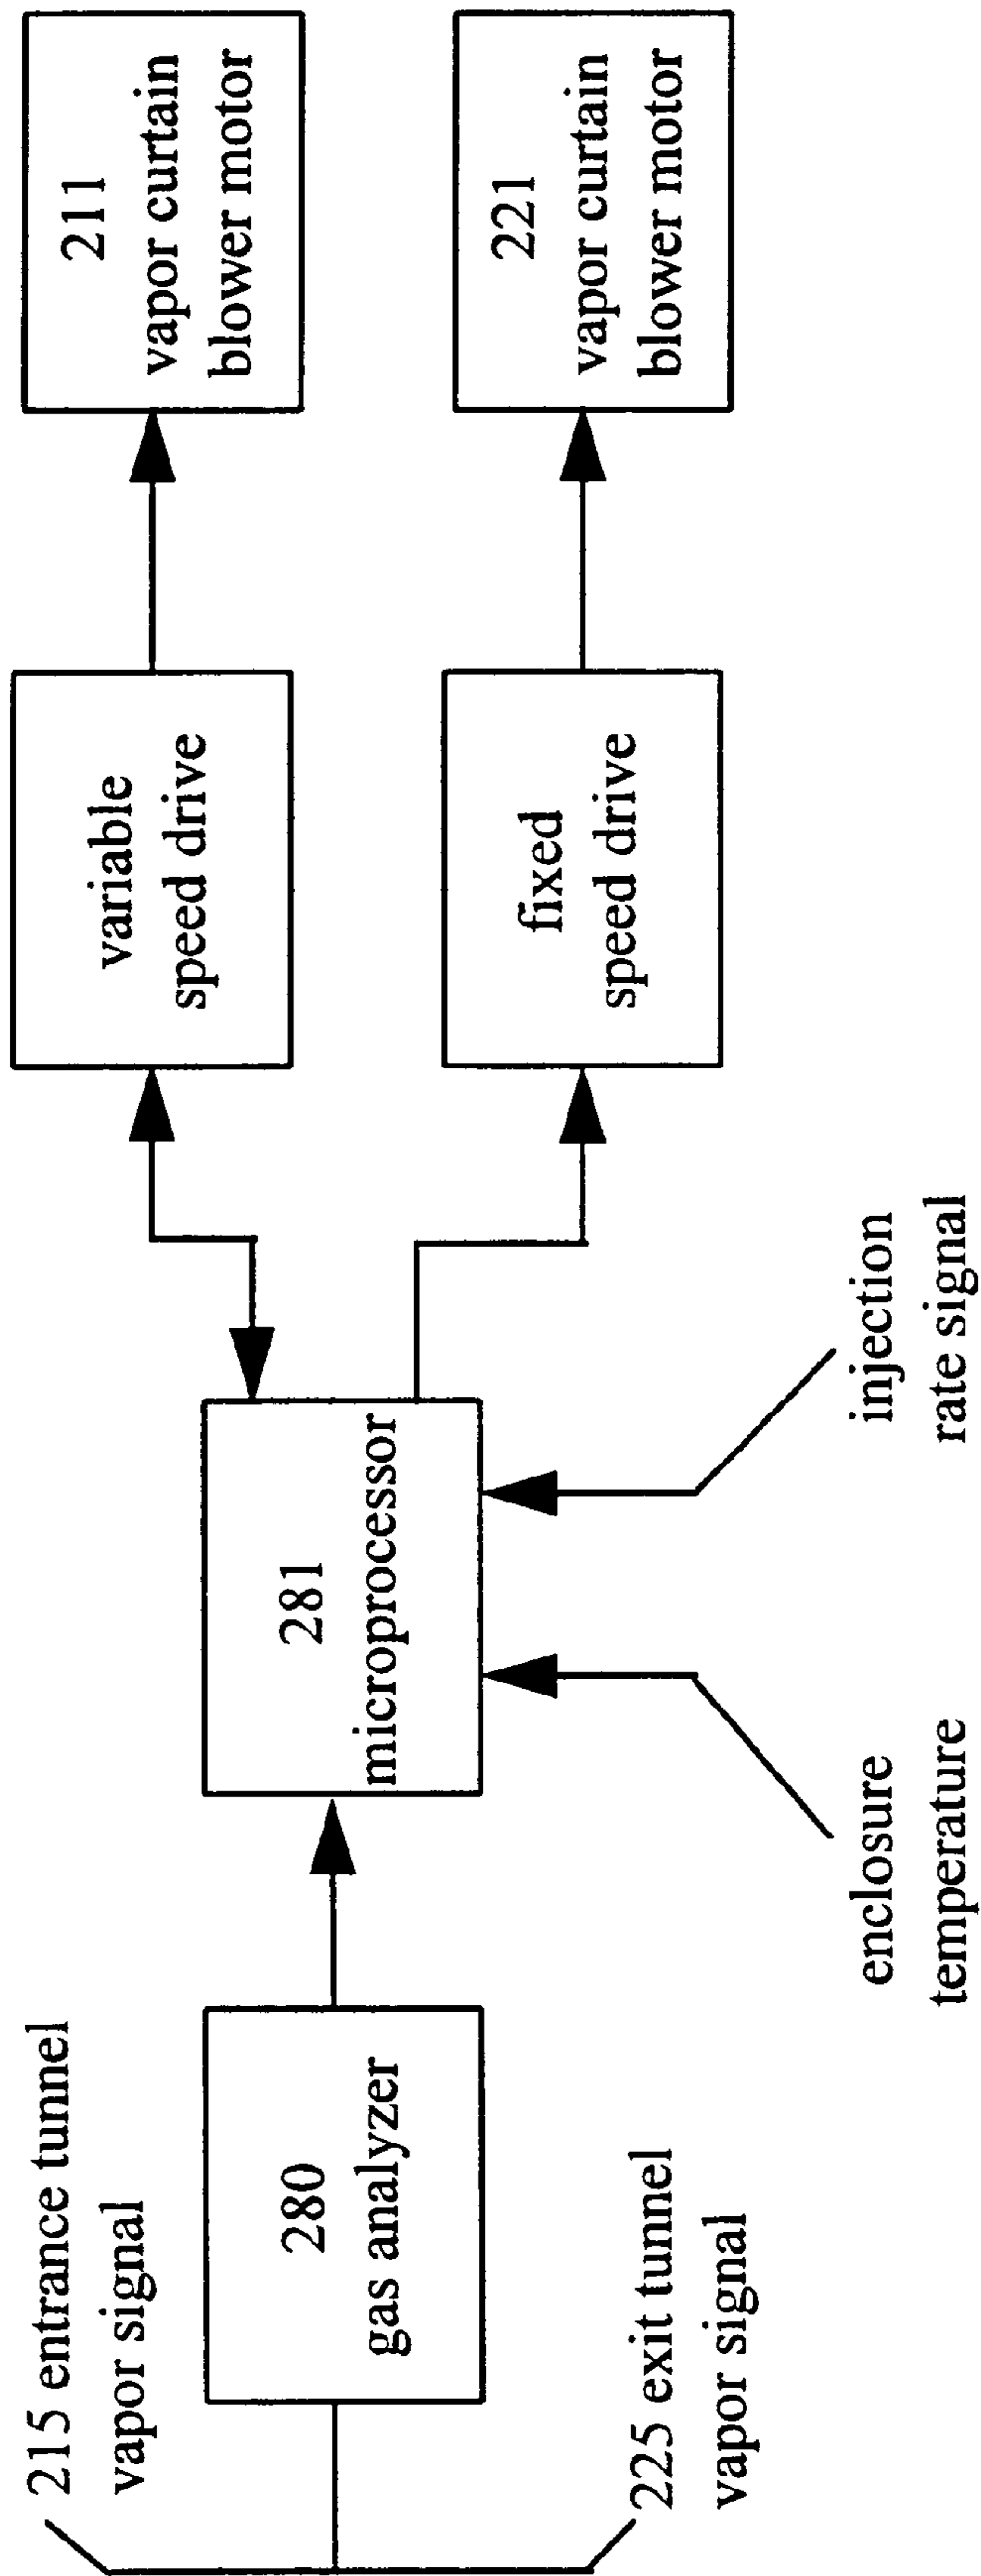 215 entrance tunnel
vapor signal
225 exit tunnel
vapor signal
280
gas analyzer
281
microprocessor
enclosure
temperature
injection
rate signal
variable
speed drive
fixed
speed drive
211
vapor curtain
blower motor
221
vapor curtain
blower motor